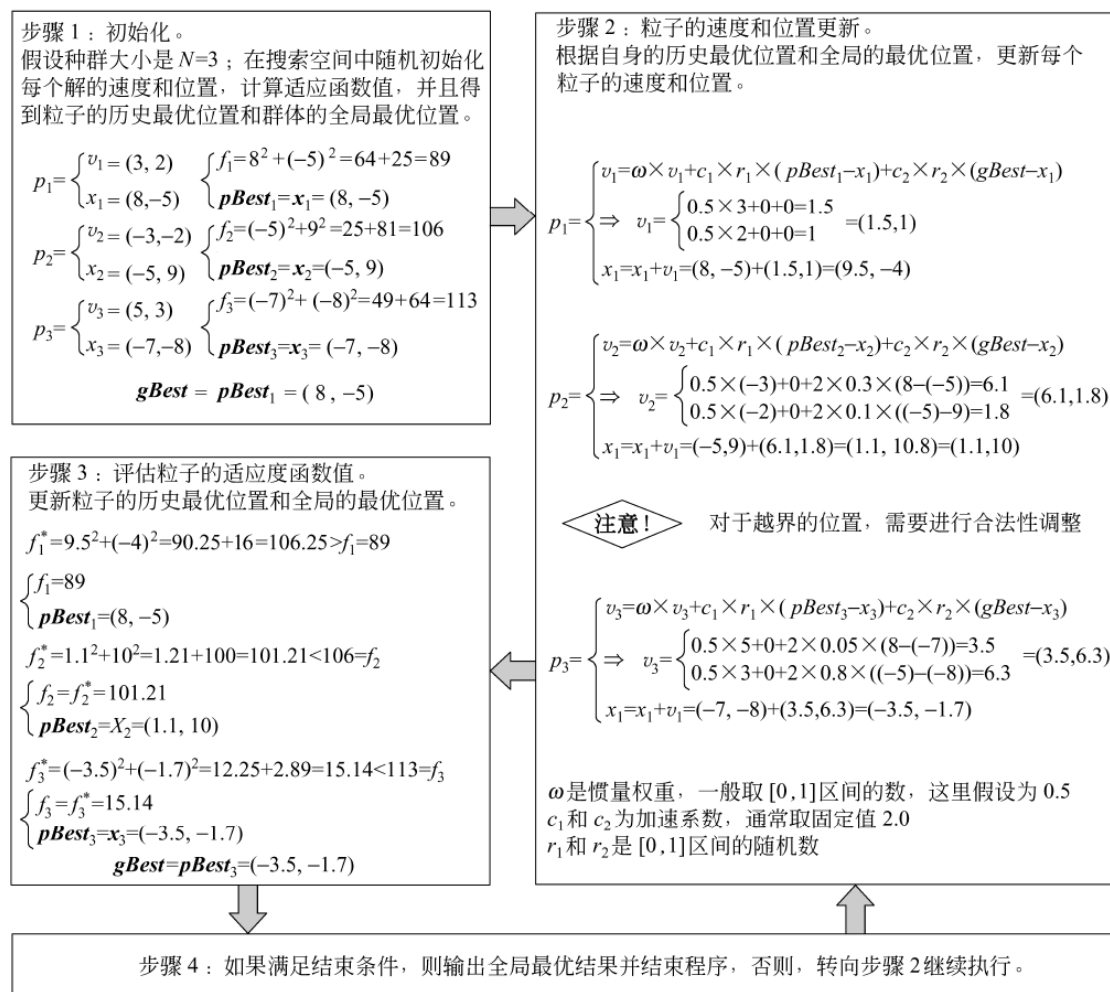 步骤 1：初始化。
假设种群大小是 N=3；在搜索空间中随机初始化
每个解的速度和位置，计算适应函数值，并且得
到粒子的历史最优位置和群体的全局最优位置。
p₁= v₁= (3, 2) f₁=8²+(−5)²=64+25=89
x₁= (8,−5) pBest₁=x₁= (8, −5)
p₂= v₂= (−3,−2) f₂=(−5)²+9²=25+81=106
x₂= (−5, 9) pBest₂=x₂=(−5, 9)
p₃= v₃= (5, 3) f₃=(−7)²+ (−8)²=49+64=113
x₃= (−7,−8) pBest₃=x₃= (−7, −8)
gBest = pBest₁ = ( 8 , −5)
步骤 2：粒子的速度和位置更新。
根据自身的历史最优位置和全局的最优位置，更新每个
粒子的速度和位置。
v₁=ω×v₁+c₁×r₁×( pBest₁−x₁)+c₂×r₂×(gBest−x₁)
p₁= ⇒ v₁= 0.5×3+0+0=1.5
0.5×2+0+0=1 =(1.5,1)
x₁=x₁+v₁=(8, −5)+(1.5,1)=(9.5, −4)
v₂=ω×v₂+c₁×r₁×( pBest₂−x₂)+c₂×r₂×(gBest−x₂)
p₂= ⇒ v₂= 0.5×(−3)+0+2×0.3×(8−(−5))=6.1
0.5×(−2)+0+2×0.1×((−5)−9)=1.8 =(6.1,1.8)
x₁=x₁+v₁=(−5,9)+(6.1,1.8)=(1.1, 10.8)=(1.1,10)
注意！ 对于越界的位置，需要进行合法性调整
v₃=ω×v₃+c₁×r₁×( pBest₃−x₃)+c₂×r₂×(gBest−x₃)
p₃= ⇒ v₃= 0.5×5+0+2×0.05×(8−(−7))=3.5
0.5×3+0+2×0.8×((−5)−(−8))=6.3 =(3.5,6.3)
x₁=x₁+v₁=(−7, −8)+(3.5,6.3)=(−3.5, −1.7)
ω是惯量权重，一般取 [0,1]区间的数，这里假设为 0.5
c₁和 c₂为加速系数，通常取固定值 2.0
r₁和 r₂是 [0,1]区间的随机数
步骤 3：评估粒子的适应度函数值。
更新粒子的历史最优位置和全局的最优位置。
f₁*=9.5²+(−4)²=90.25+16=106.25>f₁=89
f₁=89
pBest₁=(8, −5)
f₂*=1.1²+10²=1.21+100=101.21<106=f₂
f₂=f₂*=101.21
pBest₂=X₂=(1.1, 10)
f₃*=(−3.5)²+(−1.7)²=12.25+2.89=15.14<113=f₃
f₃=f₃*=15.14
pBest₃=x₃=(−3.5, −1.7)
gBest=pBest₃=(−3.5, −1.7)
步骤 4：如果满足结束条件，则输出全局最优结果并结束程序，否则，转向步骤 2继续执行。